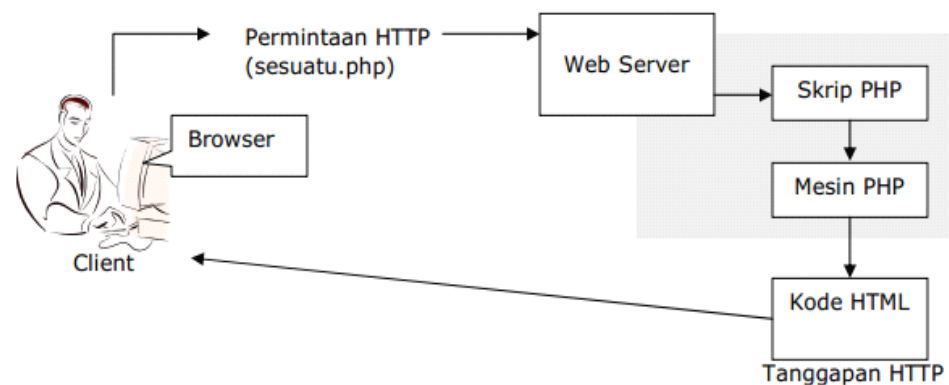 Permintaan HTTP
(sesuatu.php)
Web Server
Skrip PHP
Browser
Mesin PHP
Client
Kode HTML
Tanggapan HTTP